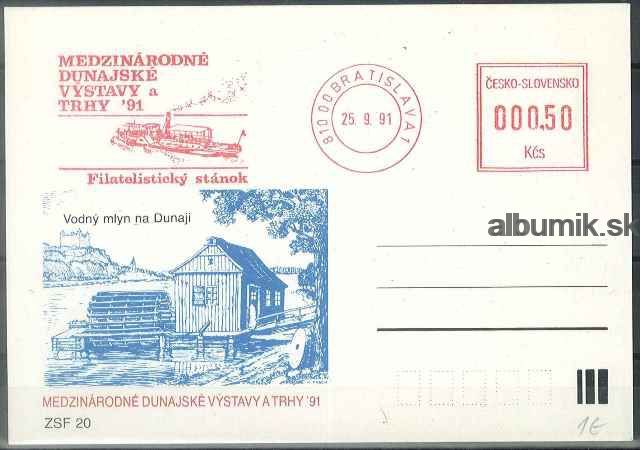 MEDZINÁRODNÉ
DUNAJSKÉ
VÝSTAVY a
TRHY '91
Filatelistický stánok
810 00 BRATISLAVA 1
25. 9. 91
ČESKO-SLOVENSKO
000,50
Kčs
albumik.sk
Vodný mlyn na Dunaji
MEDZINÁRODNÉ DUNAJSKÉ VÝSTAVY A TRHY '91
ZSF 20
1€